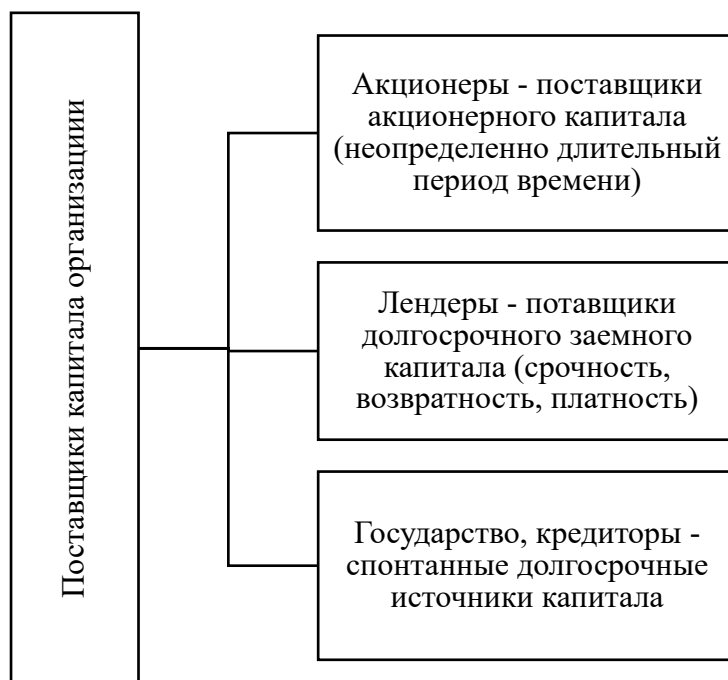 Поставщики капитала организациии
Акционеры - поставщики
акционерного капитала
(неопределенно длительный
период времени)
Лендеры - потавщики
долгосрочного заемного
капитала (срочность,
возвратность, платность)
Государство, кредиторы -
спонтанные долгосрочные
источники капитала